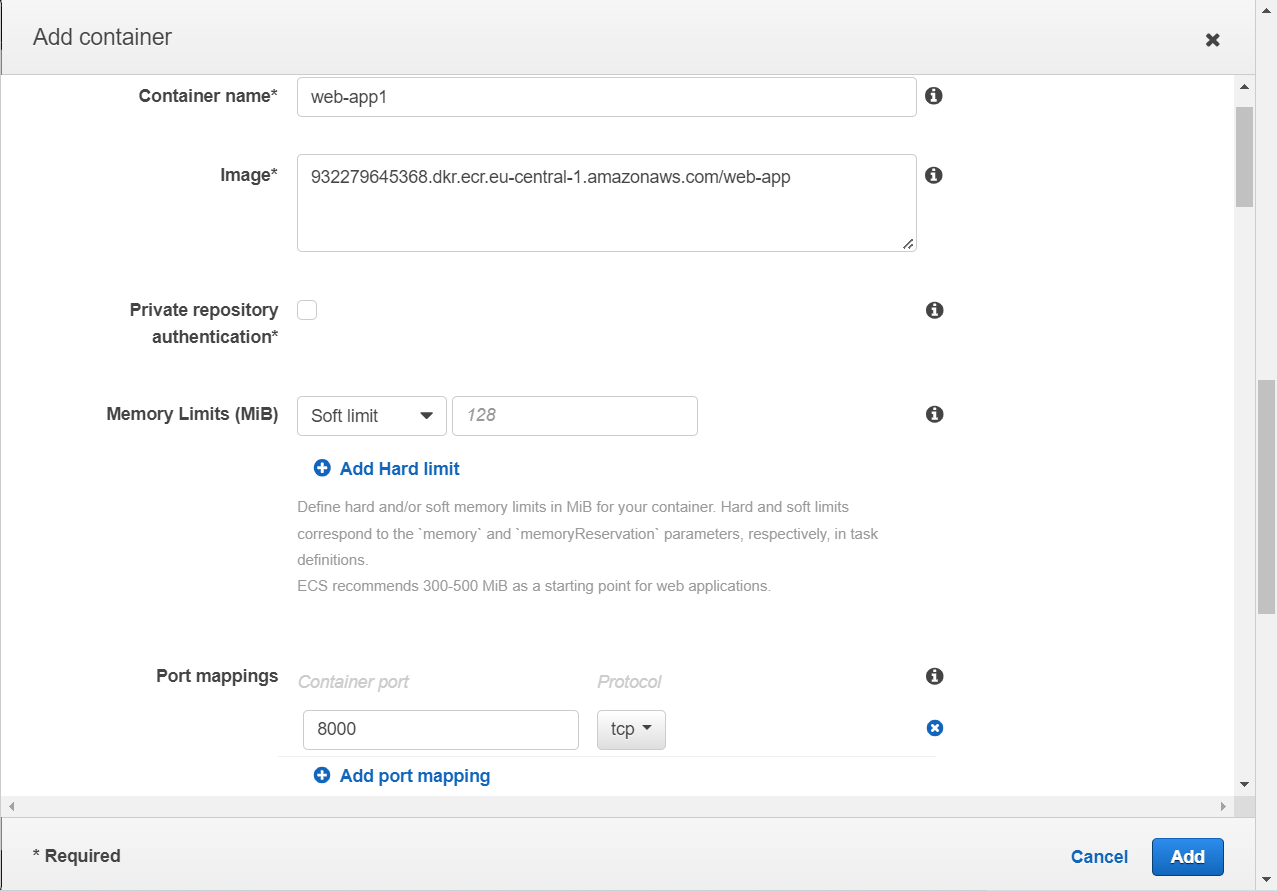 Add container
Container name*
web-app1
Image*
932279645368.dkr.ecr.eu-central-1.amazonaws.com/web-app
Private repository
authentication*
Memory Limits (MiB)
Soft limit
128
Add Hard limit
Define hard and/or soft memory limits in MiB for your container. Hard and soft limits
correspond to the `memory` and `memoryReservation` parameters, respectively, in task
definitions.
ECS recommends 300-500 MiB as a starting point for web applications.
Port mappings
Container port
Protocol
8000
tcp
Add port mapping
* Required
Cancel
Add